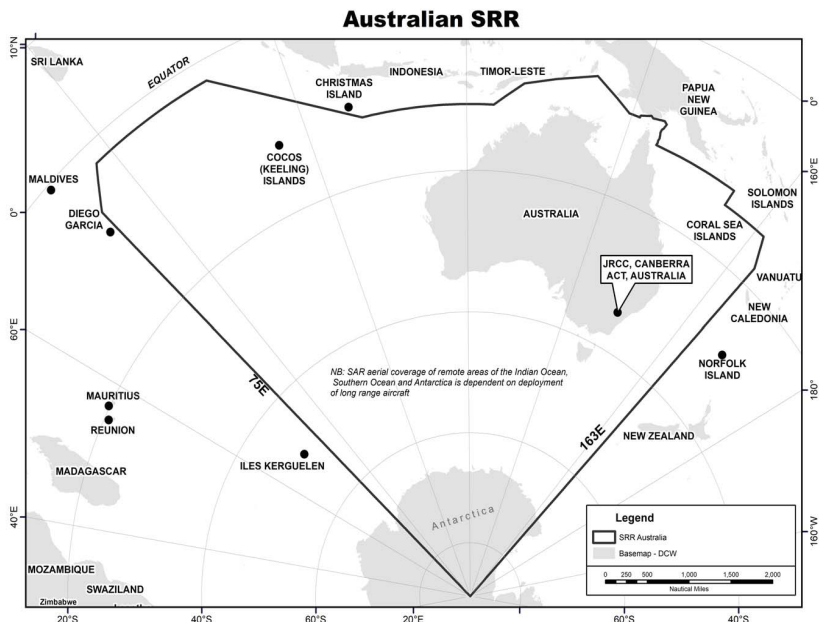 Australian SRR
10°N
SRI LANKA
EQUATOR
CHRISTMAS
ISLAND
INDONESIA
TIMOR-LESTE
PAPUA
NEW
GUINEA
0°
COCOS
(KEELING)
ISLANDS
MALDIVES
DIEGO
GARCIA
0°
160°E
SOLOMON
ISLANDS
AUSTRALIA
CORAL SEA
ISLANDS
JRCC, CANBERRA
ACT, AUSTRALIA
VANUATU
NEW
CALEDONIA
60°E
NORFOLK
ISLAND
NB: SAR aerial coverage of remote areas of the Indian Ocean,
Southern Ocean and Antarctica is dependent on deployment
of long range aircraft
75E
180°
MAURITIUS
REUNION
163E
NEW ZEALAND
MADAGASCAR
ILES KERGUELEN
40°E
Antarctica
160°W
Legend
SRR Australia
Basemap - DCW
0 250 500 1,000 1,500 2,000
Nautical Miles
MOZAMBIQUE
SWAZILAND
Zimbabwe
20°S
40°S
60°S
20°E
60°S
40°S